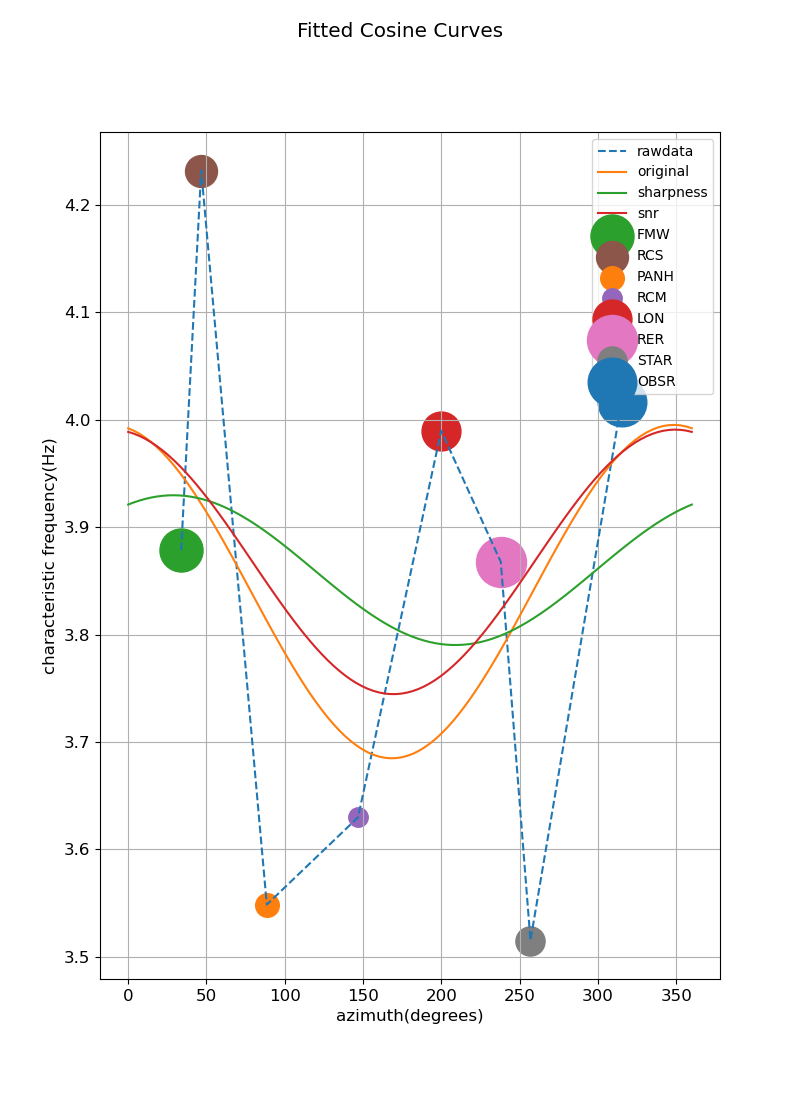 Fitted Cosine Curves
rawdata
original
sharpness
snr
FMW
RCS
PANH
RCM
LON
RER
STAR
OBSR
characteristic frequency(Hz)
4.2
4.1
4.0
3.9
3.8
3.7
3.6
3.5
0 50 100 150 200 250 300 350
azimuth(degrees)